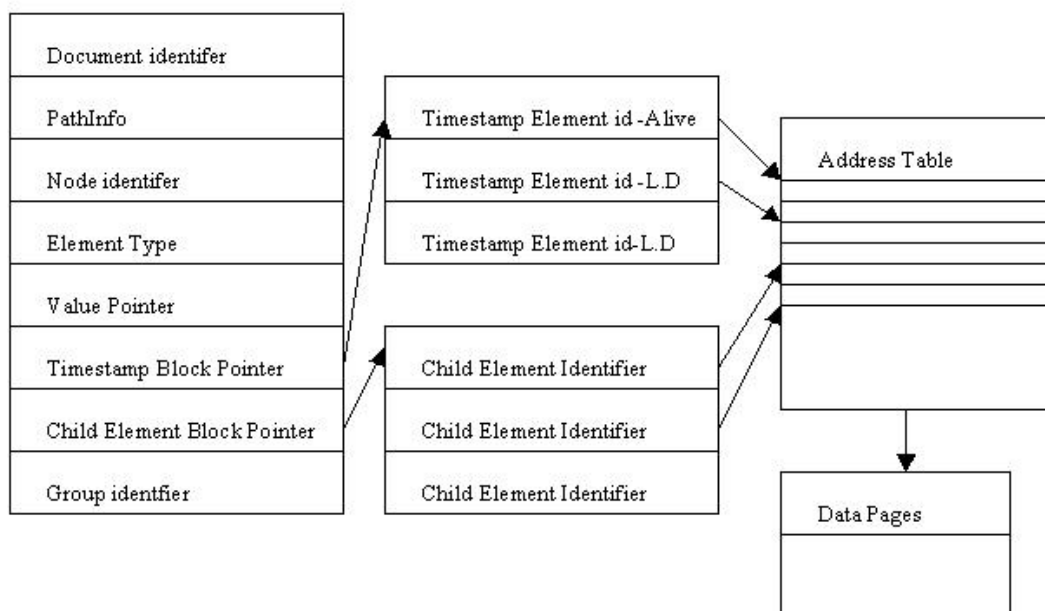 Document identifer
PathInfo
Node identifer
Element Type
Value Pointer
Timestamp Block Pointer
Child Element Block Pointer
Group identfier
Timestamp Element id -Alive
Timestamp Element id -L.D
Timestamp Element id-L.D
Child Element Identifier
Child Element Identifier
Child Element Identifier
Address Table
Data Pages